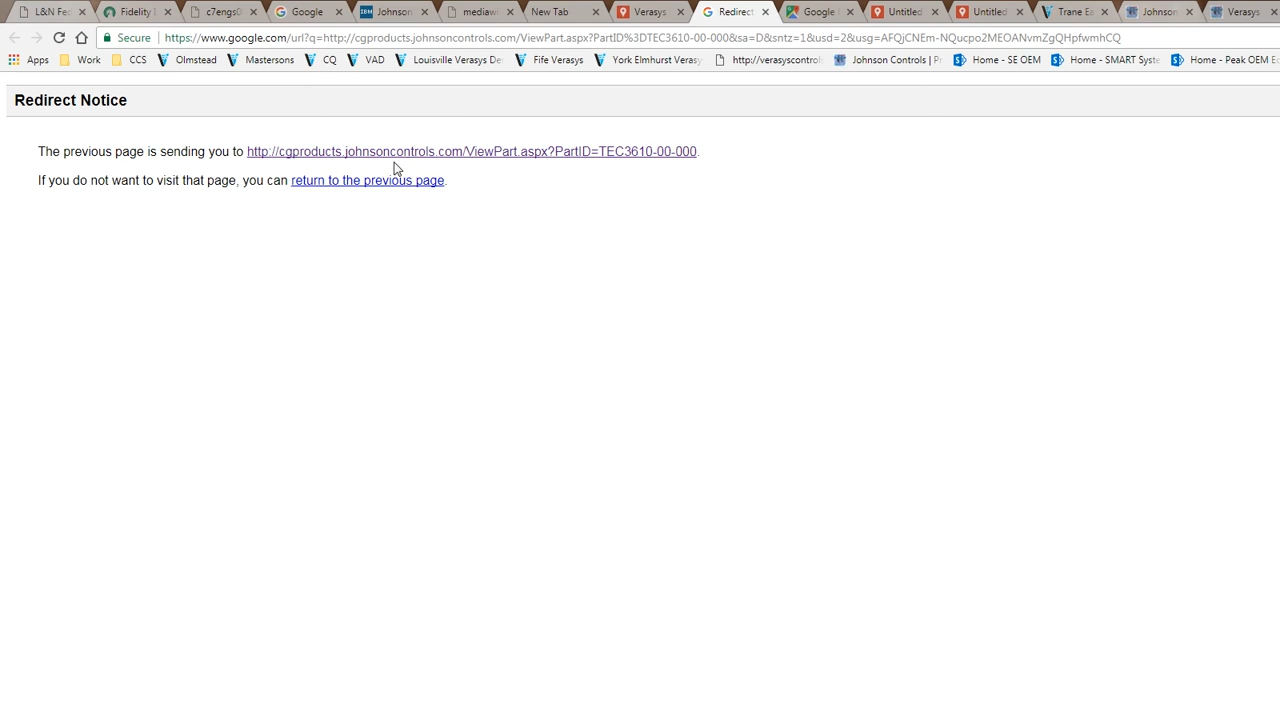 L&N Fed Fidelity I c7engs0 Google Johnson mediawi New Tab Verasys Redirect Google Untitled Untitled Trane Ea Johnson Verasys
Secure https://www.google.com/url?q=http://cgproducts.johnsoncontrols.com/ViewPart.aspx?PartID%3DTEC3610-00-000&sa=D&sntz=1&usd=2&usg=AFQjCNEm-NQucpo2MEOANvmZgQHpfwmhCQ
Apps Work CCS Olmstead Mastersons CQ VAD Louisville Verasys De Fife Verasys York Elmhurst Verasy http://verasyscontrol Johnson Controls | P Home - SE OEM Home - SMART Syste Home - Peak OEM E
Redirect Notice
The previous page is sending you to http://cgproducts.johnsoncontrols.com/ViewPart.aspx?PartID=TEC3610-00-000.
If you do not want to visit that page, you can return to the previous page.